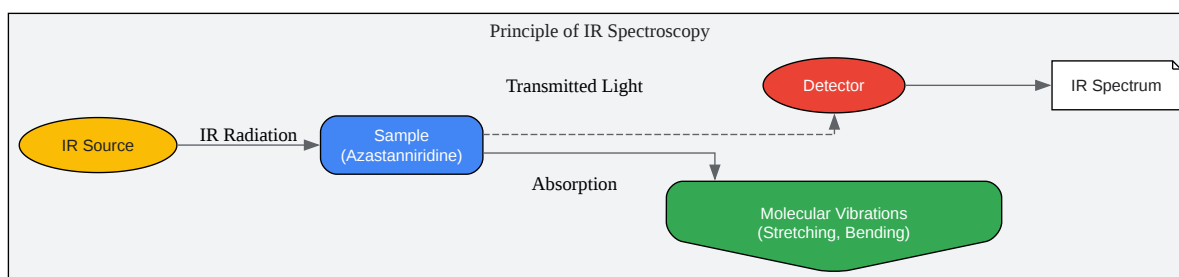 Principle of IR Spectroscopy
Transmitted Light
Detector
IR Spectrum
IR Source
IR Radiation
Sample
(Azastanniridine)
Absorption
Molecular Vibrations
(Stretching, Bending)